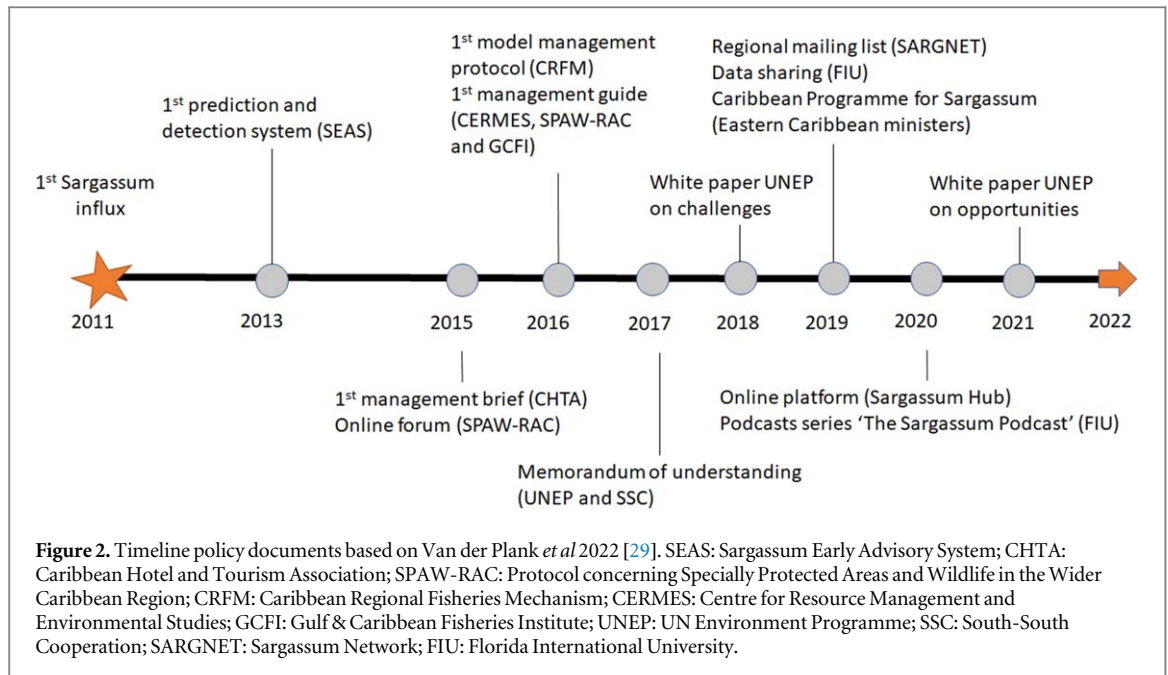 1st Sargassum
influx
1st prediction and
detection system (SEAS)
1st model management
protocol (CRFM)
1st management guide
(CERMES, SPAW-RAC
and GCFI)
White paper UNEP
on challenges
Regional mailing list (SARGNET)
Data sharing (FIU)
Caribbean Programme for Sargassum
(Eastern Caribbean ministers)
White paper UNEP
on opportunities
2011
2013
2015
2016
2017
2018
2019
2020
2021
2022
1st management brief (CHTA)
Online forum (SPAW-RAC)
Memorandum of understanding
(UNEP and SSC)
Online platform (Sargassum Hub)
Podcasts series ‘The Sargassum Podcast’ (FIU)
Figure 2. Timeline policy documents based on Van der Plank et al 2022 [29]. SEAS: Sargassum Early Advisory System; CHTA:
Caribbean Hotel and Tourism Association; SPAW-RAC: Protocol concerning Specially Protected Areas and Wildlife in the Wider
Caribbean Region; CRFM: Caribbean Regional Fisheries Mechanism; CERMES: Centre for Resource Management and
Environmental Studies; GCFI: Gulf & Caribbean Fisheries Institute; UNEP: UN Environment Programme; SSC: South-South
Cooperation; SARGNET: Sargassum Network; FIU: Florida International University.